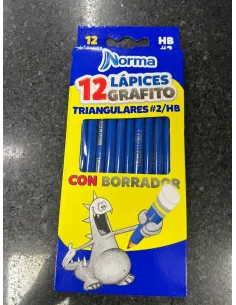 12
HB
Norma
12 LÁPICES
GRAFITO
TRIANGULARES #2/HB
CON BORRADOR